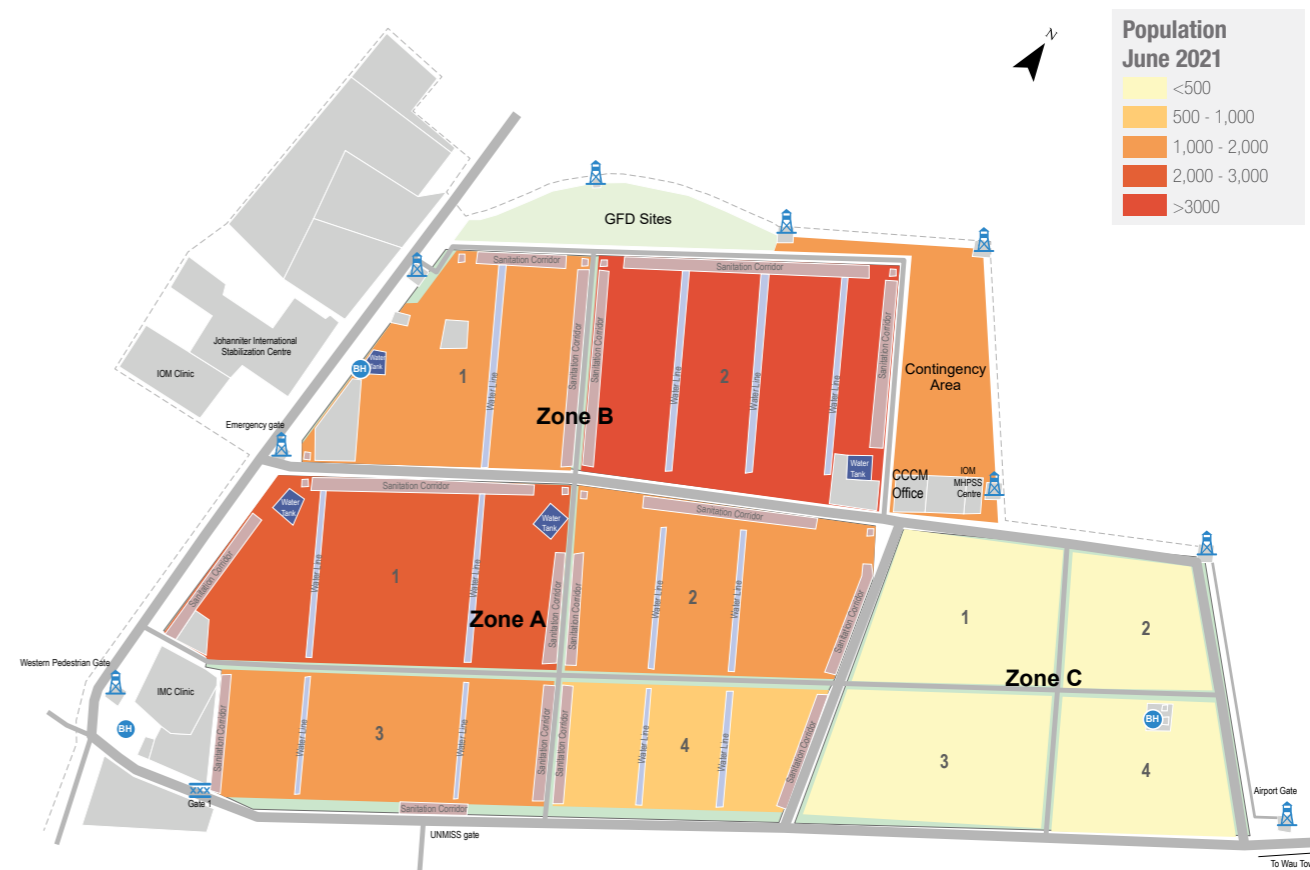 Population
June 2021
<500
500 - 1,000
1,000 - 2,000
2,000 - 3,000
>3000
N
GFD Sites
Sanitation Corridor
Sanitation Corridor
Johanniter International
Stabilization Centre
IOM Clinic
BH
Water
Tank
1
Water Line
Sanitation Corridor
Sanitation Corridor
Water Line
2
Water Line
Water Line
Sanitation Corridor
Contingency
Area
Zone B
Emergency gate
Water
Tank
CCCM
Office
IOM
MHPSS
Centre
Sanitation Corridor
Water
Tank
Water
Tank
Sanitation Corridor
Sanitation Corridor
Water Line
1
Water Line
Sanitation Corridor
Sanitation Corridor
Water Line
2
Water Line
Sanitation Corridor
Zone A
1
2
Zone C
Western Pedestrian Gate
IMC Clinic
BH
Sanitation Corridor
Water Line
3
Water Line
Sanitation Corridor
Sanitation Corridor
Water Line
4
Water Line
Sanitation Corridor
3
BH
4
XXX
Gate 1
Sanitation Corridor
UNMISS gate
Airport Gate
To Wau Tow